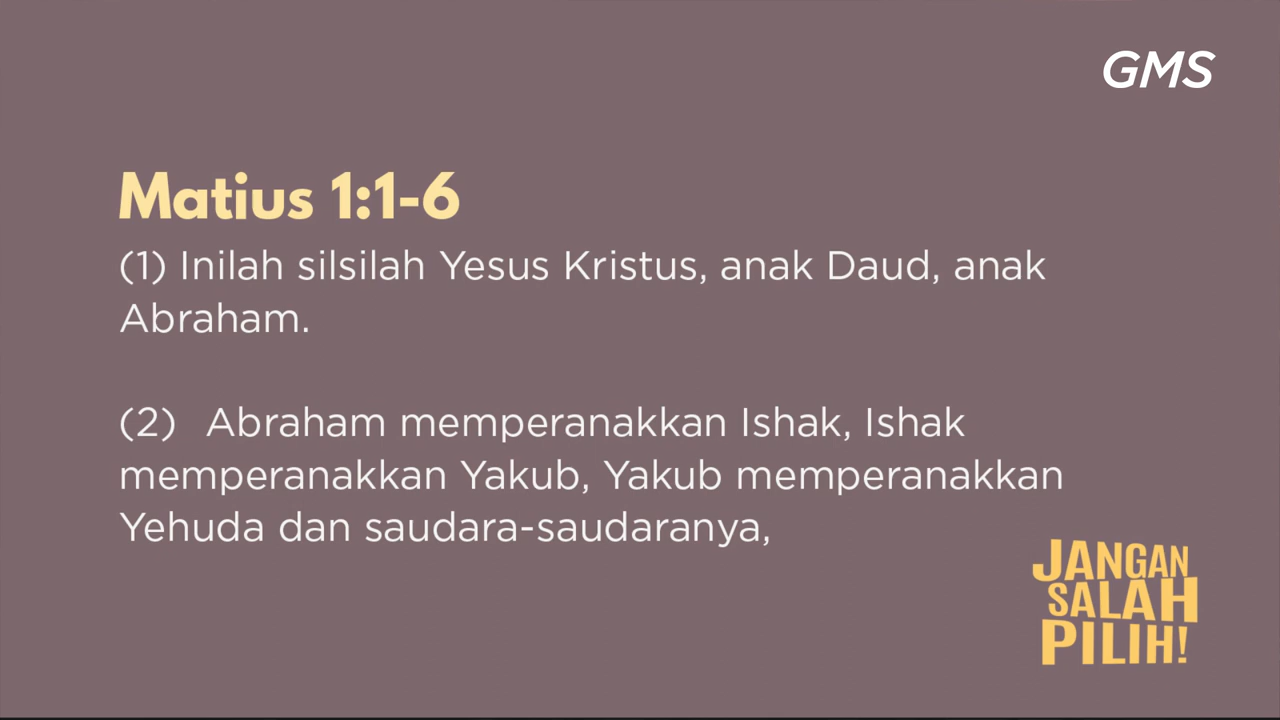 GMS
Matius 1:1-6
(1) Inilah silsilah Yesus Kristus, anak Daud, anak
Abraham.
(2) Abraham memperanakkan Ishak, Ishak
memperanakkan Yakub, Yakub memperanakkan
Yehuda dan saudara-saudaranya,
JANGAN
SALAH
PILIH!